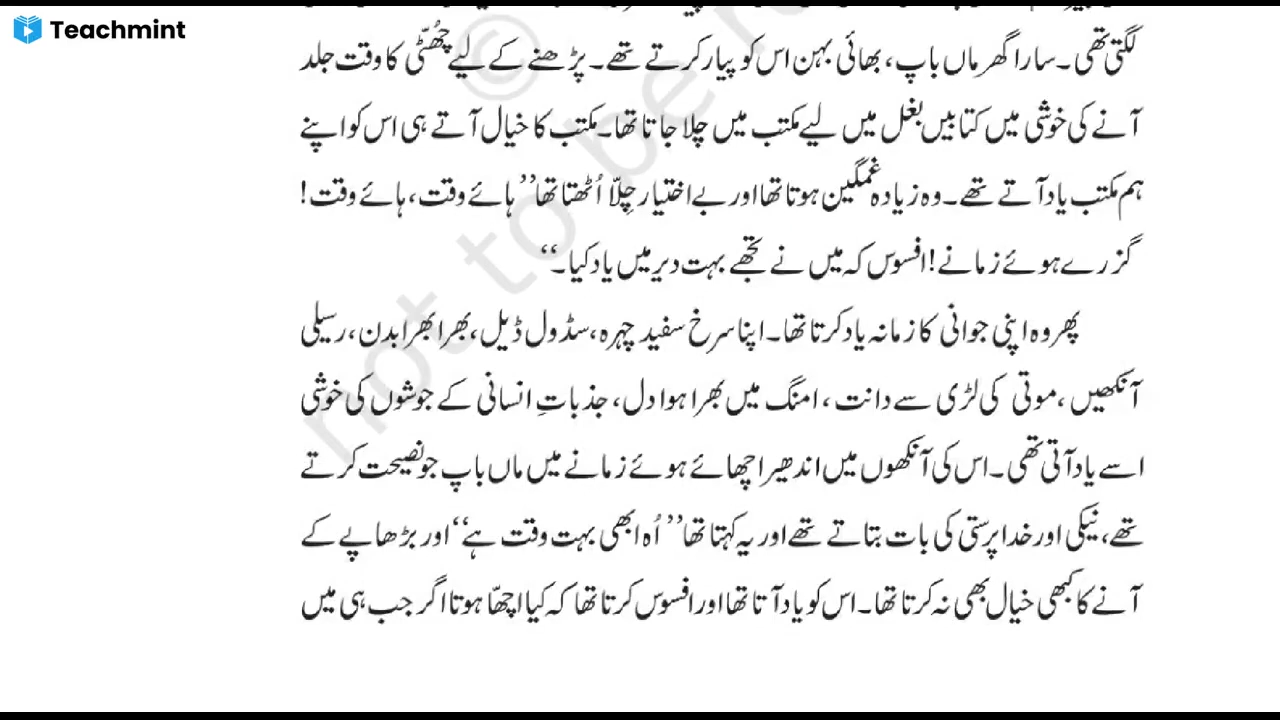 Teachmint
لگتی تھی۔ سارا گھر ماں باپ، بھائی بہن اس کو پیار کرتے تھے۔ پڑھنے کے لیے چھُٹّی کا وقت جلد
آنے کی خوشی میں کتابیں بغل میں لیے مکتب میں چلا جاتا تھا۔ مکتب کا خیال آتے ہی اس کو اپنے
ہم مکتب یاد آتے تھے۔ وہ زیادہ غمگین ہوتا تھا اور بے اختیار چِلّا اُٹھتا تھا ”ہائے وقت، ہائے وقت!
گزرے ہوئے زمانے! افسوس کہ میں نے تجھے بہت دیر میں یاد کیا۔“
پھر وہ اپنی جوانی کا زمانہ یاد کرتا تھا۔ اپنا سرخ سفید چہرہ، سڈول ڈیل، بھرا بھرا بدن، رسیلی
آنکھیں، موتی کی لڑی سے دانت، امنگ میں بھرا ہوا دل، جذباتِ انسانی کے جوشوں کی خوشی
اسے یاد آتی تھی۔ اس کی آنکھوں میں اندھیرا چھائے ہوئے زمانے میں ماں باپ جو نصیحت کرتے
تھے، نیکی اور خدا پرستی کی بات بتاتے تھے اور یہ کہتا تھا ”اُہ ابھی بہت وقت ہے“ اور بڑھاپے کے
آنے کا کبھی خیال بھی نہ کرتا تھا۔ اس کو یاد آتا تھا اور افسوس کرتا تھا کہ کیا اچھّا ہوتا اگر جب ہی میں
© not to be r